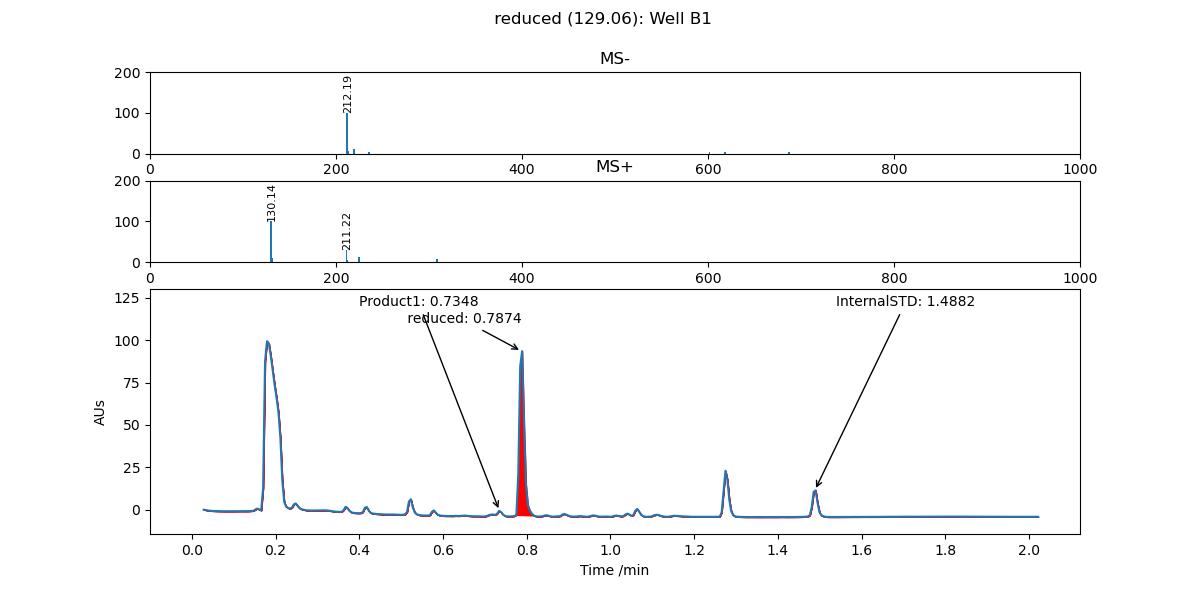 reduced (129.06): Well B1
MS-
200
100
0
212.19
0 200 400 600 800 1000
MS+
200
100
0
130.14
211.22
0 200 400 600 800 1000
125
100
75
50
25
0
AUs
Product1: 0.7348
reduced: 0.7874
InternalSTD: 1.4882
0.0 0.2 0.4 0.6 0.8 1.0 1.2 1.4 1.6 1.8 2.0
Time /min